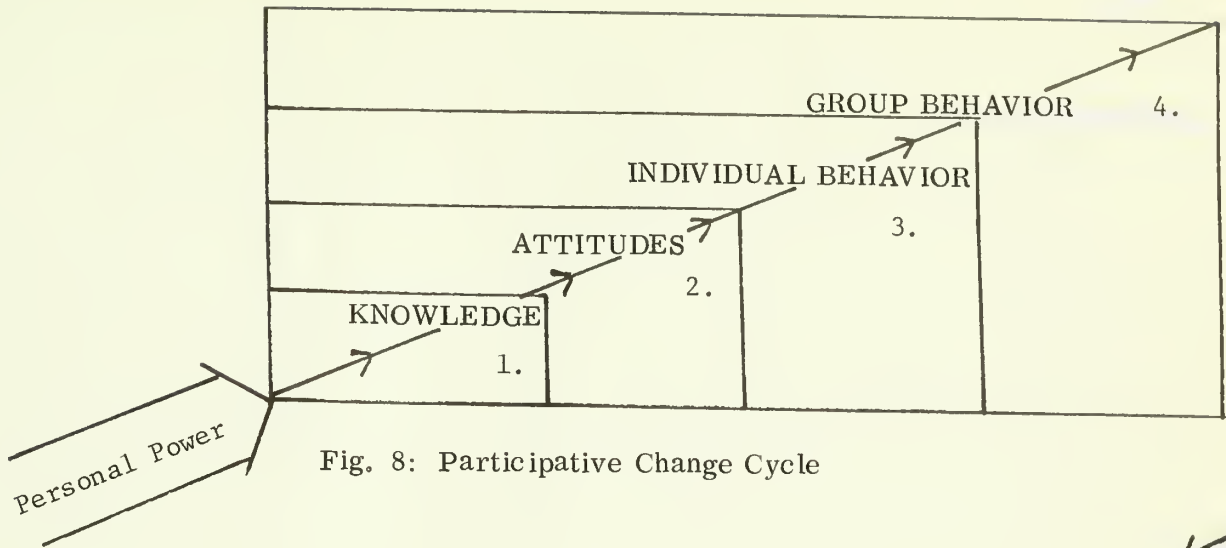 GROUP BEHAVIOR
4.
INDIVIDUAL BEHAVIOR
3.
ATTITUDES
2.
KNOWLEDGE
1.
Personal Power
Fig. 8: Participative Change Cycle